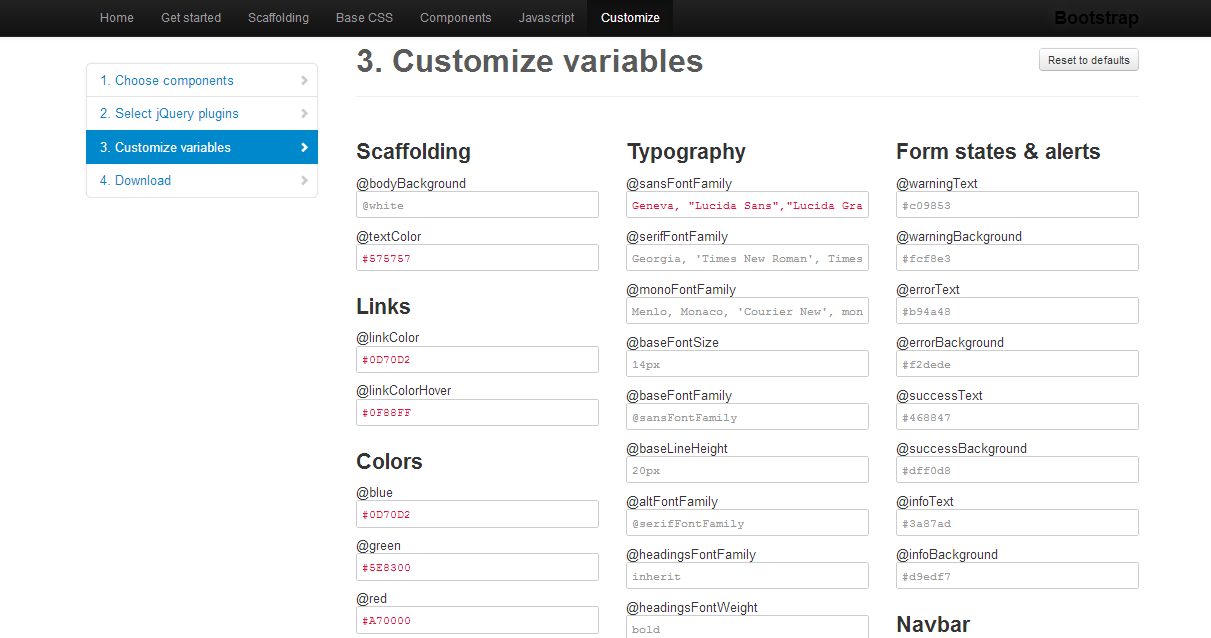 Home Get started Scaffolding Base CSS Components Javascript Customize Bootstrap
3. Customize variables
Reset to defaults
1. Choose components
2. Select jQuery plugins
3. Customize variables
4. Download
Scaffolding
@bodyBackground
@white
@textColor
#575757
Links
@linkColor
#0D70D2
@linkColorHover
#0F88FF
Colors
@blue
#0D70D2
@green
#5E8300
@red
#A70000
Typography
@sansFontFamily
Geneva, "Lucida Sans","Lucida Gra
@serifFontFamily
Georgia, 'Times New Roman', Times
@monoFontFamily
Menlo, Monaco, 'Courier New', mon
@baseFontSize
14px
@baseFontFamily
@sansFontFamily
@baseLineHeight
20px
@altFontFamily
@serifFontFamily
@headingsFontFamily
inherit
@headingsFontWeight
bold
Form states & alerts
@warningText
#c09853
@warningBackground
#fcf8e3
@errorText
#b94a48
@errorBackground
#f2dede
@successText
#468847
@successBackground
#dff0d8
@infoText
#3a87ad
@infoBackground
#d9edf7
Navbar